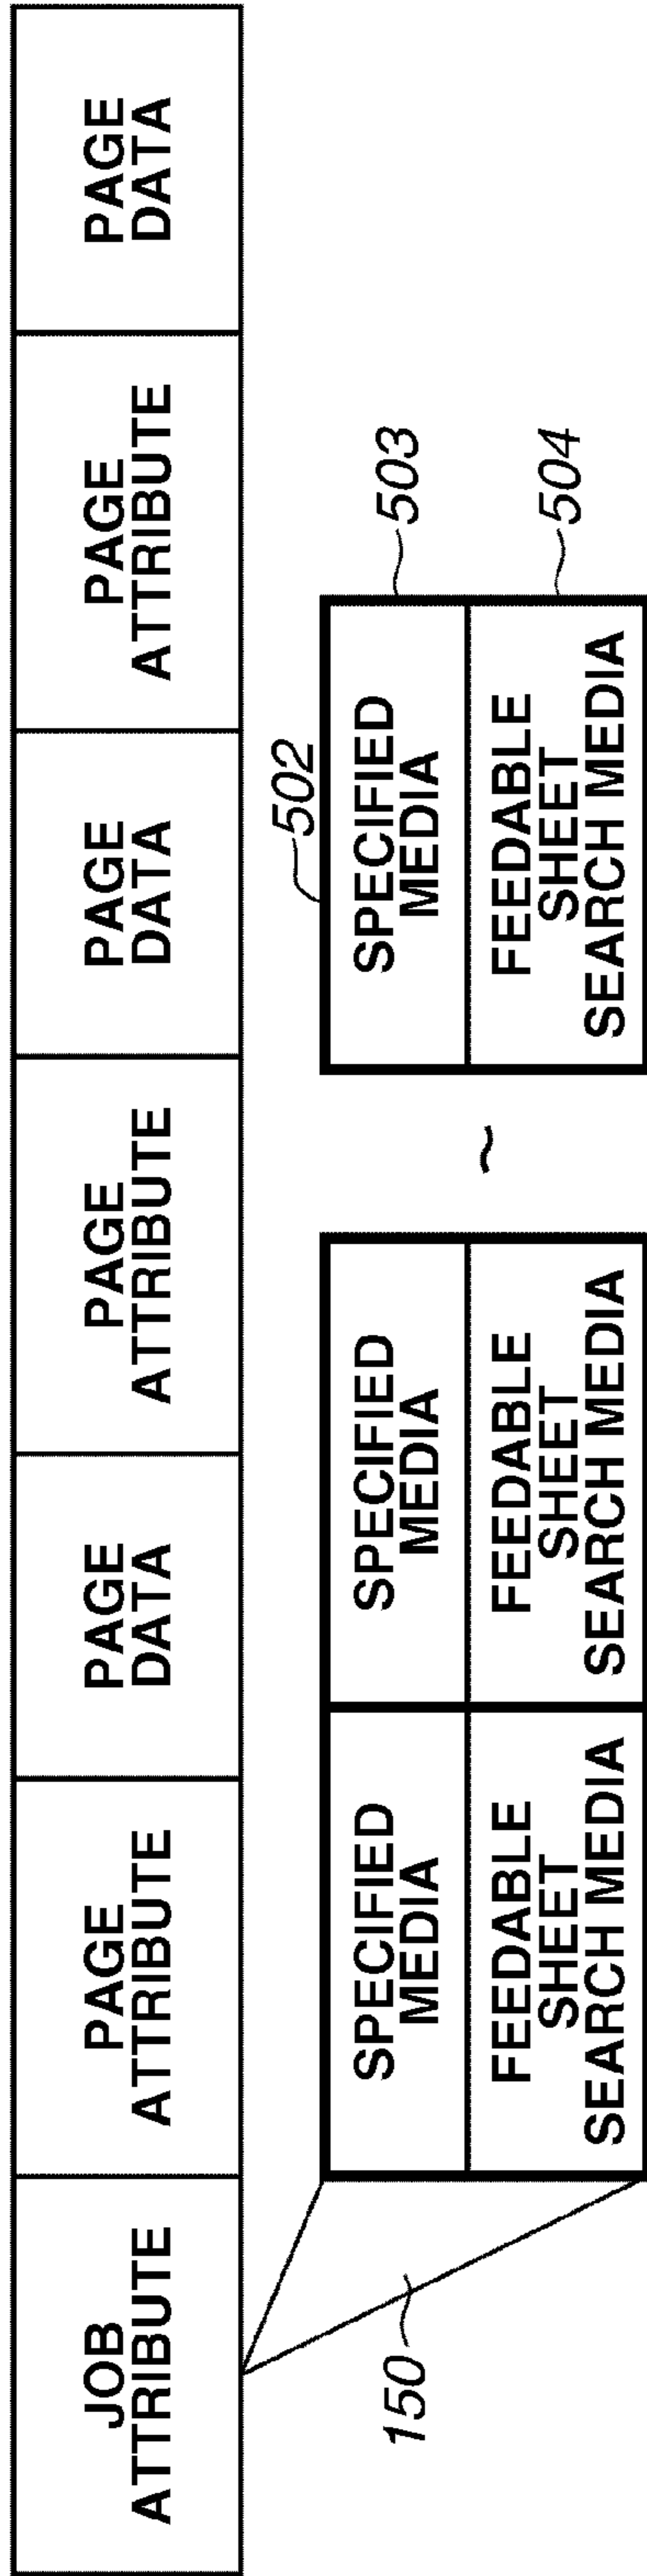 JOB
ATTRIBUTE
PAGE
ATTRIBUTE
PAGE
DATA
PAGE
ATTRIBUTE
PAGE
DATA
PAGE
ATTRIBUTE
PAGE
DATA
150
SPECIFIED
MEDIA
FEEDABLE
SHEET
SEARCH MEDIA
SPECIFIED
MEDIA
FEEDABLE
SHEET
SEARCH MEDIA
~
502
SPECIFIED
MEDIA
503
FEEDABLE
SHEET
SEARCH MEDIA
504